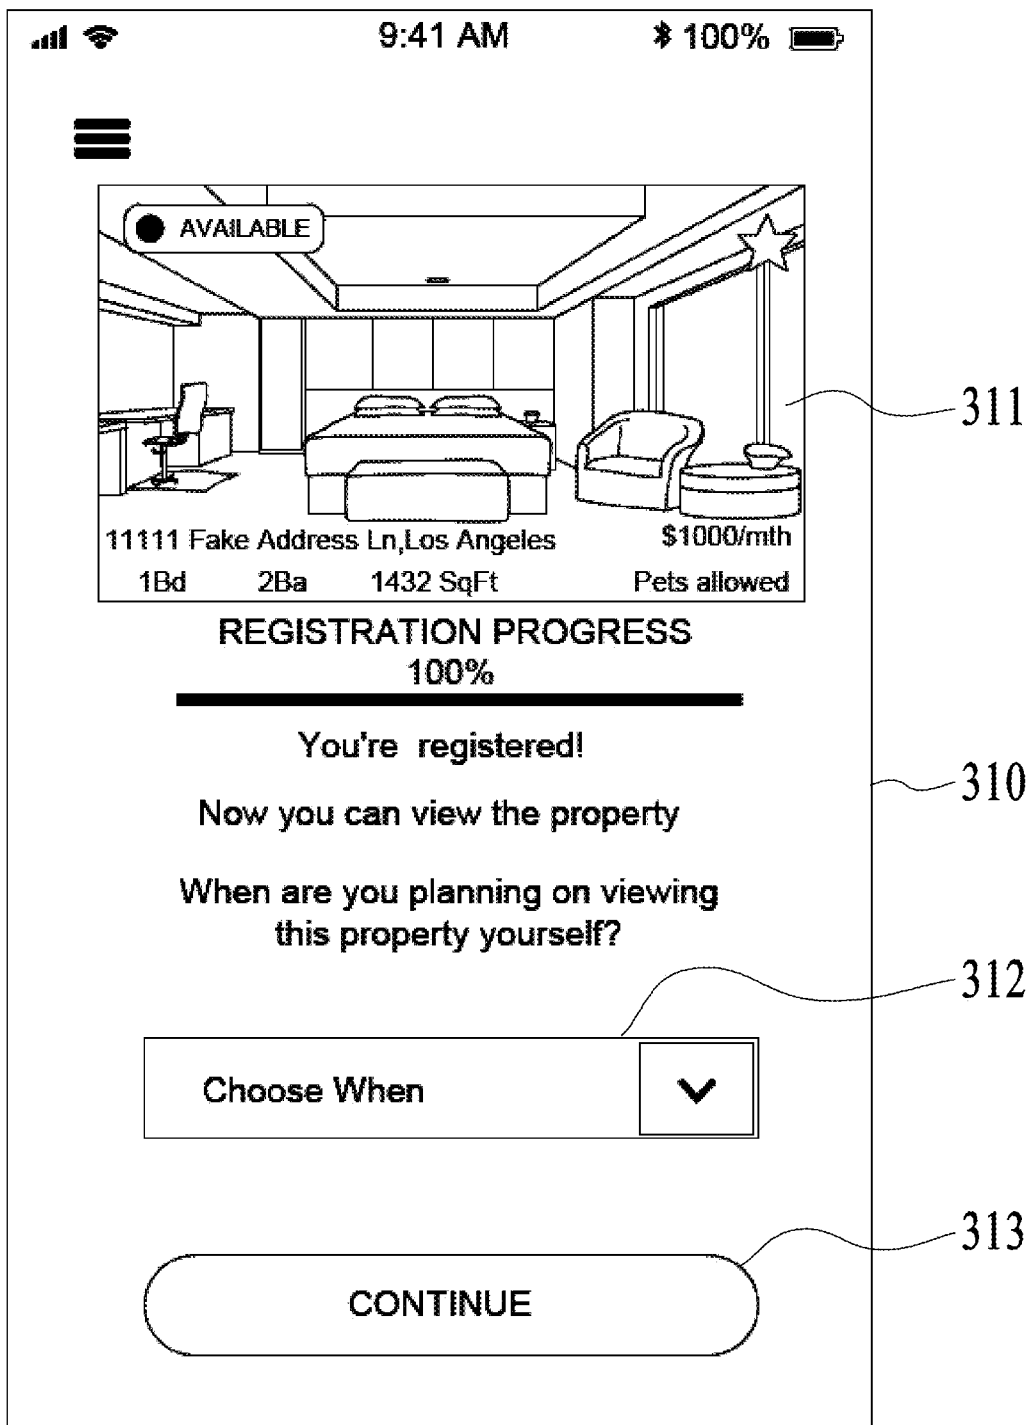 9:41 AM 100%
AVAILABLE
311
11111 Fake Address Ln,Los Angeles $1000/mth
1Bd 2Ba 1432 SqFt Pets allowed
REGISTRATION PROGRESS
100%
You're registered!
310
Now you can view the property
When are you planning on viewing
this property yourself?
312
Choose When
313
CONTINUE